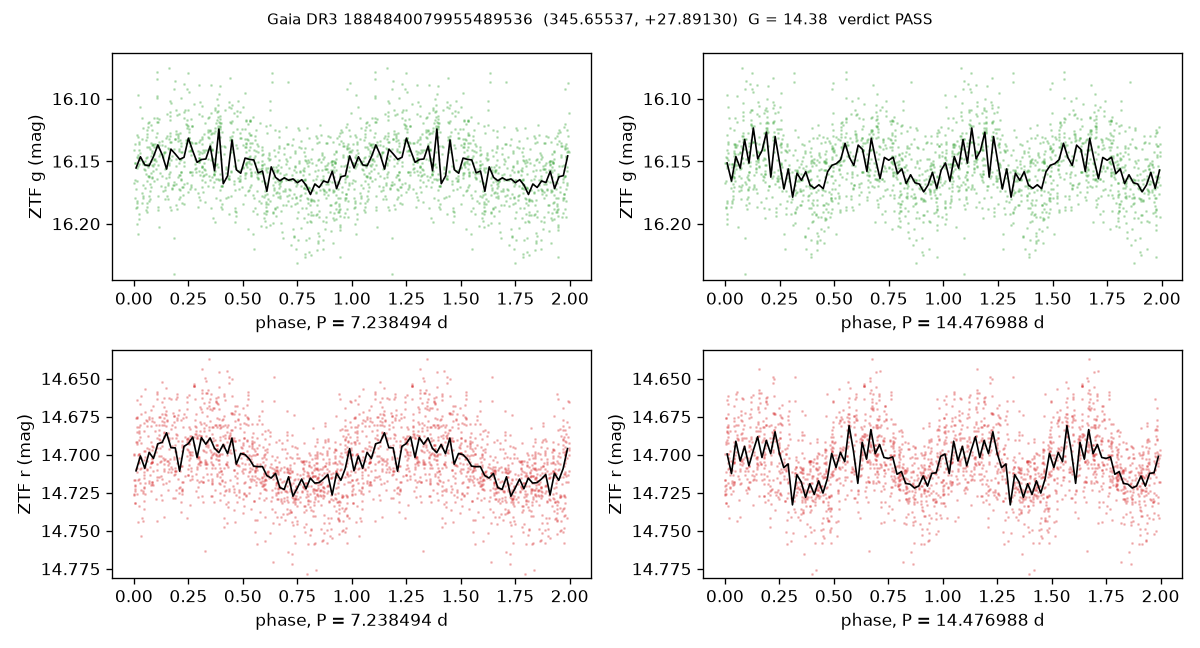 Gaia DR3 1884840079955489536  (345.65537, +27.89130)  G = 14.38  verdict PASS
ZTF g (mag)
16.10
16.15
16.20
0.00 0.25 0.50 0.75 1.00 1.25 1.50 1.75 2.00
phase, P = 7.238494 d
ZTF g (mag)
16.10
16.15
16.20
0.00 0.25 0.50 0.75 1.00 1.25 1.50 1.75 2.00
phase, P = 14.476988 d
ZTF r (mag)
14.650
14.675
14.700
14.725
14.750
14.775
0.00 0.25 0.50 0.75 1.00 1.25 1.50 1.75 2.00
phase, P = 7.238494 d
ZTF r (mag)
14.650
14.675
14.700
14.725
14.750
14.775
0.00 0.25 0.50 0.75 1.00 1.25 1.50 1.75 2.00
phase, P = 14.476988 d